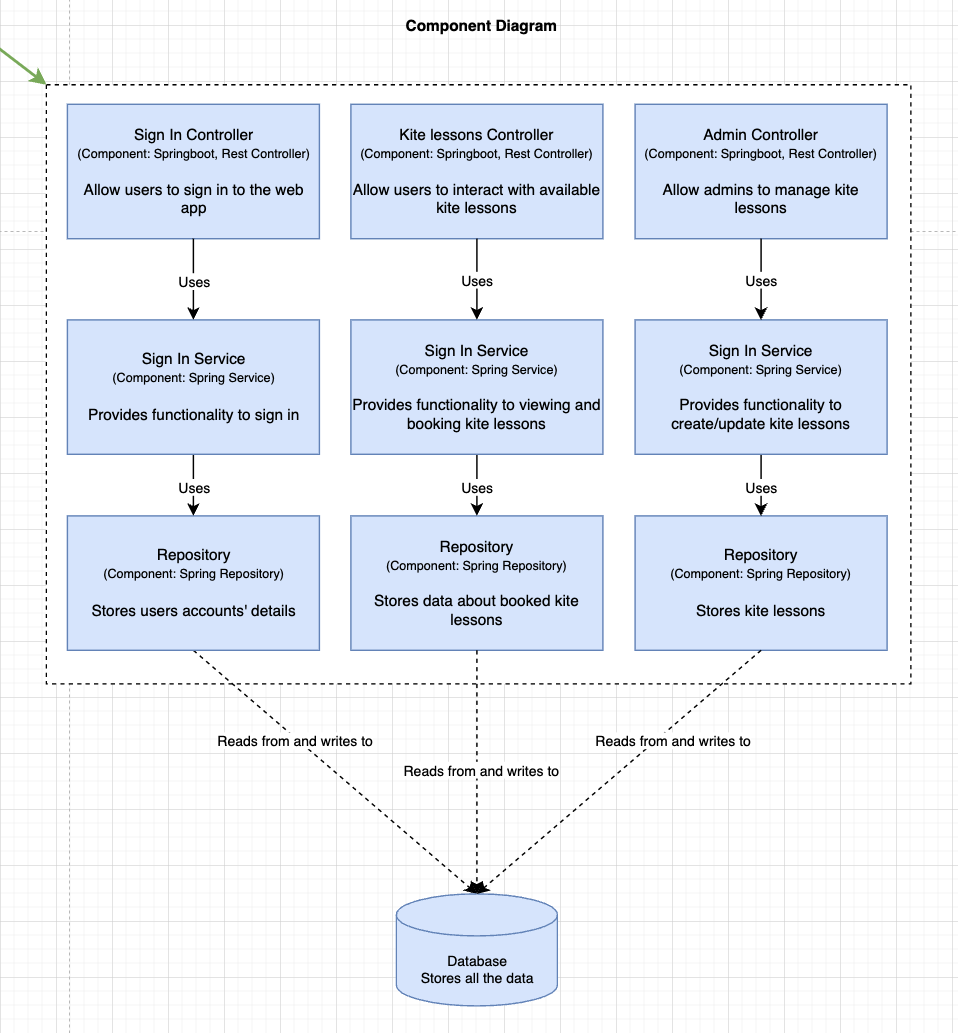 Component Diagram
Sign In Controller
(Component: Springboot, Rest Controller)
Allow users to sign in to the web
app
Kite lessons Controller
(Component: Springboot, Rest Controller)
Allow users to interact with available
kite lessons
Admin Controller
(Component: Springboot, Rest Controller)
Allow admins to manage kite
lessons
Uses
Uses
Uses
Sign In Service
(Component: Spring Service)
Provides functionality to sign in
Sign In Service
(Component: Spring Service)
Provides functionality to viewing and
booking kite lessons
Sign In Service
(Component: Spring Service)
Provides functionality to
create/update kite lessons
Uses
Uses
Uses
Repository
(Component: Spring Repository)
Stores users accounts' details
Repository
(Component: Spring Repository)
Stores data about booked kite
lessons
Repository
(Component: Spring Repository)
Stores kite lessons
Reads from and writes to
Reads from and writes to
Reads from and writes to
Database
Stores all the data